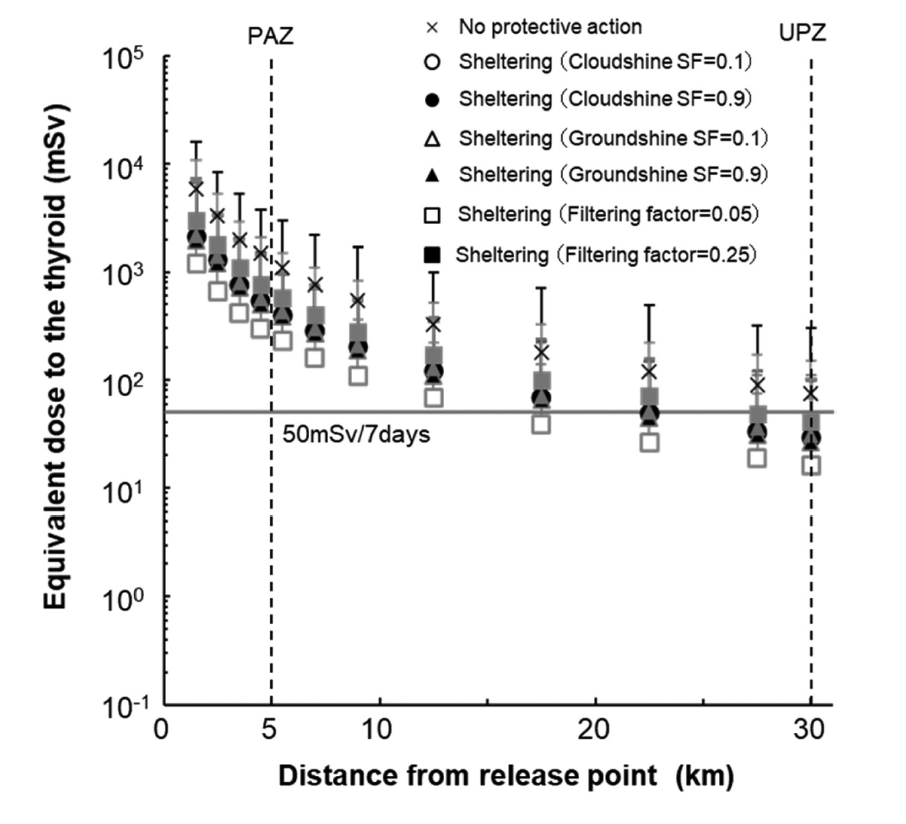 PAZ
UPZ
× No protective action
○ Sheltering (Cloudshine SF=0.1)
● Sheltering (Cloudshine SF=0.9)
△ Sheltering (Groundshine SF=0.1)
▲ Sheltering (Groundshine SF=0.9)
□ Sheltering (Filtering factor=0.05)
■ Sheltering (Filtering factor=0.25)
Equivalent dose to the thyroid (mSv)
10⁵
10⁴
10³
10²
10¹
10⁰
10⁻¹
50mSv/7days
0 5 10 20 30
Distance from release point (km)